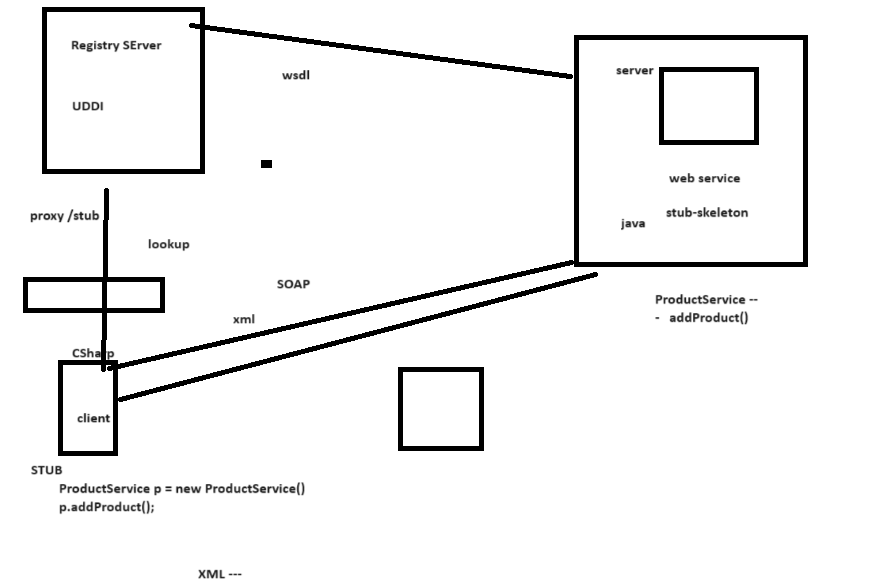 Registry SErver
wsdl
server
UDDI
web service
proxy /stub
stub-skeleton
java
lookup
SOAP
ProductService --
- addProduct()
xml
CSharp
client
STUB
ProductService p = new ProductService()
p.addProduct();
XML ---